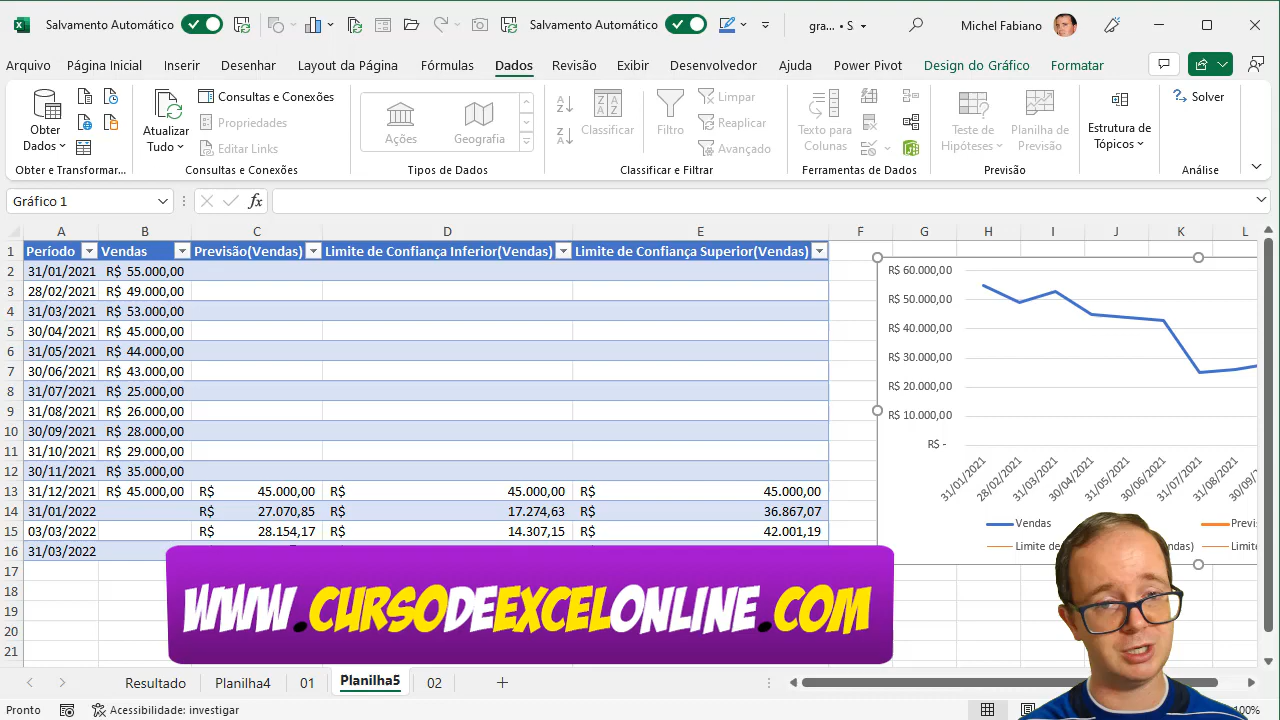 Salvamento Automático
Salvamento Automático
gra... • S
Michel Fabiano
Arquivo Página Inicial Inserir Desenhar Layout da Página Fórmulas Dados Revisão Exibir Desenvolvedor Ajuda Power Pivot Design do Gráfico Formatar
Obter Dados
Atualizar Tudo
Consultas e Conexões
Propriedades
Editar Links
Ações
Geografia
Classificar
Filtro
Limpar
Reaplicar
Avançado
Texto para Colunas
Teste de Hipóteses
Planilha de Previsão
Estrutura de Tópicos
Solver
Obter e Transformar... Consultas e Conexões Tipos de Dados Classificar e Filtrar Ferramentas de Dados Previsão Análise
Gráfico 1
fx
A B C D E F G H I J K L
1 Período Vendas Previsão(Vendas) Limite de Confiança Inferior(Vendas) Limite de Confiança Superior(Vendas)
2 31/01/2021 R$ 55.000,00
3 28/02/2021 R$ 49.000,00
4 31/03/2021 R$ 53.000,00
5 30/04/2021 R$ 45.000,00
6 31/05/2021 R$ 44.000,00
7 30/06/2021 R$ 43.000,00
8 31/07/2021 R$ 25.000,00
9 31/08/2021 R$ 26.000,00
10 30/09/2021 R$ 28.000,00
11 31/10/2021 R$ 29.000,00
12 30/11/2021 R$ 35.000,00
13 31/12/2021 R$ 45.000,00 R$ 45.000,00 R$ 45.000,00 R$ 45.000,00
14 31/01/2022 R$ 27.070,85 R$ 17.274,63 R$ 36.867,07
15 03/03/2022 R$ 28.154,17 R$ 14.307,15 R$ 42.001,19
16 31/03/2022
17
18
19
20
21
R$ 60.000,00
R$ 50.000,00
R$ 40.000,00
R$ 30.000,00
R$ 20.000,00
R$ 10.000,00
R$ -
31/01/2021 28/02/2021 31/03/2021 30/04/2021 31/05/2021 30/06/2021 31/07/2021 31/08/2021 30/09/
Vendas
Previs
Limite de
Limite
WWW.CURSODEEXCELONLINE.COM
Resultado Planilha4 01 Planilha5 02
Pronto
Acessibilidade: investigar
100%